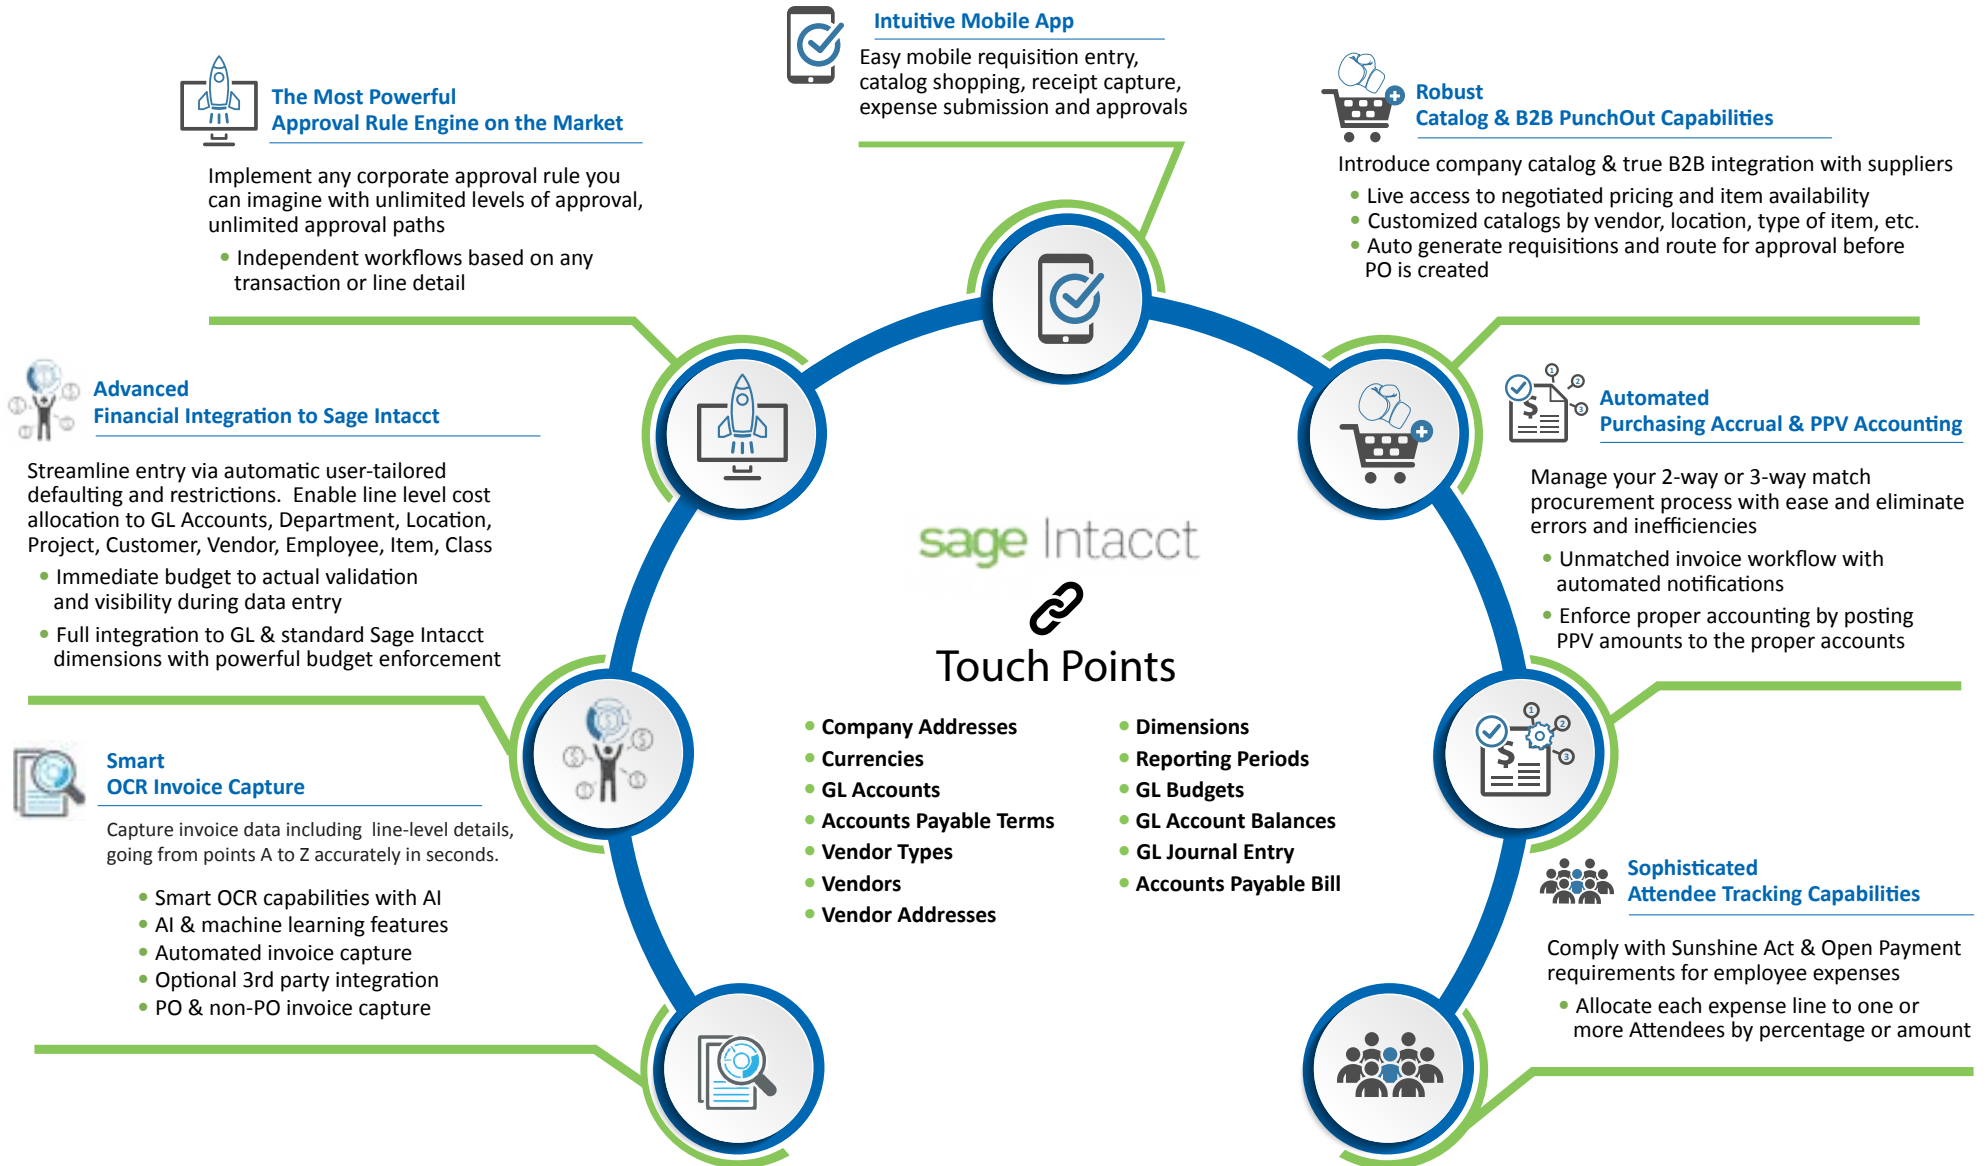 Intuitive Mobile App
Easy mobile requisition entry,
catalog shopping, receipt capture,
expense submission and approvals
The Most Powerful
Approval Rule Engine on the Market
Implement any corporate approval rule you
can imagine with unlimited levels of approval,
unlimited approval paths
• Independent workflows based on any
transaction or line detail
Robust
Catalog & B2B PunchOut Capabilities
Introduce company catalog & true B2B integration with suppliers
• Live access to negotiated pricing and item availability
• Customized catalogs by vendor, location, type of item, etc.
• Auto generate requisitions and route for approval before
PO is created
Advanced
Financial Integration to Sage Intacct
Streamline entry via automatic user-tailored
defaulting and restrictions.  Enable line level cost
allocation to GL Accounts, Department, Location,
Project, Customer, Vendor, Employee, Item, Class
• Immediate budget to actual validation
and visibility during data entry
• Full integration to GL & standard Sage Intacct
dimensions with powerful budget enforcement
1
2
3
$
Automated
Purchasing Accrual & PPV Accounting
Manage your 2-way or 3-way match
procurement process with ease and eliminate
errors and inefficiencies
• Unmatched invoice workflow with
automated notifications
• Enforce proper accounting by posting
PPV amounts to the proper accounts
sage Intacct
Touch Points
• Company Addresses
• Currencies
• GL Accounts
• Accounts Payable Terms
• Vendor Types
• Vendors
• Vendor Addresses
• Dimensions
• Reporting Periods
• GL Budgets
• GL Account Balances
• GL Journal Entry
• Accounts Payable Bill
1
2
3
$
Smart
OCR Invoice Capture
Capture invoice data including  line-level details,
going from points A to Z accurately in seconds.
• Smart OCR capabilities with AI
• AI & machine learning features
• Automated invoice capture
• Optional 3rd party integration
• PO & non-PO invoice capture
Sophisticated
Attendee Tracking Capabilities
Comply with Sunshine Act & Open Payment
requirements for employee expenses
• Allocate each expense line to one or
more Attendees by percentage or amount